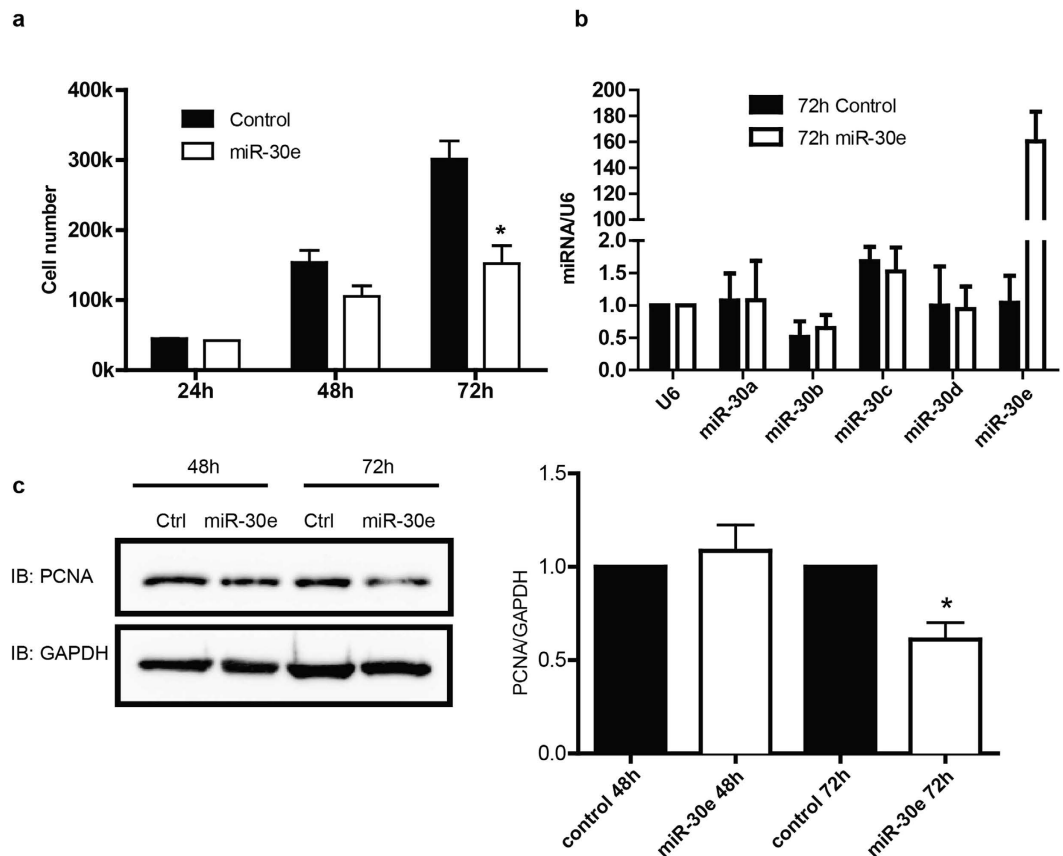 a
Cell number
400k
300k
200k
100k
0k
Control
miR-30e
*
24h
48h
72h
b
miRNA/U6
200
180
160
140
120
100
2.0
1.5
1.0
0.5
0.0
72h Control
72h miR-30e
U6
miR-30a
miR-30b
miR-30c
miR-30d
miR-30e
c
48h
72h
Ctrl miR-30e Ctrl miR-30e
IB: PCNA
IB: GAPDH
PCNA/GAPDH
1.5
1.0
0.5
0.0
*
control 48h
miR-30e 48h
control 72h
miR-30e 72h